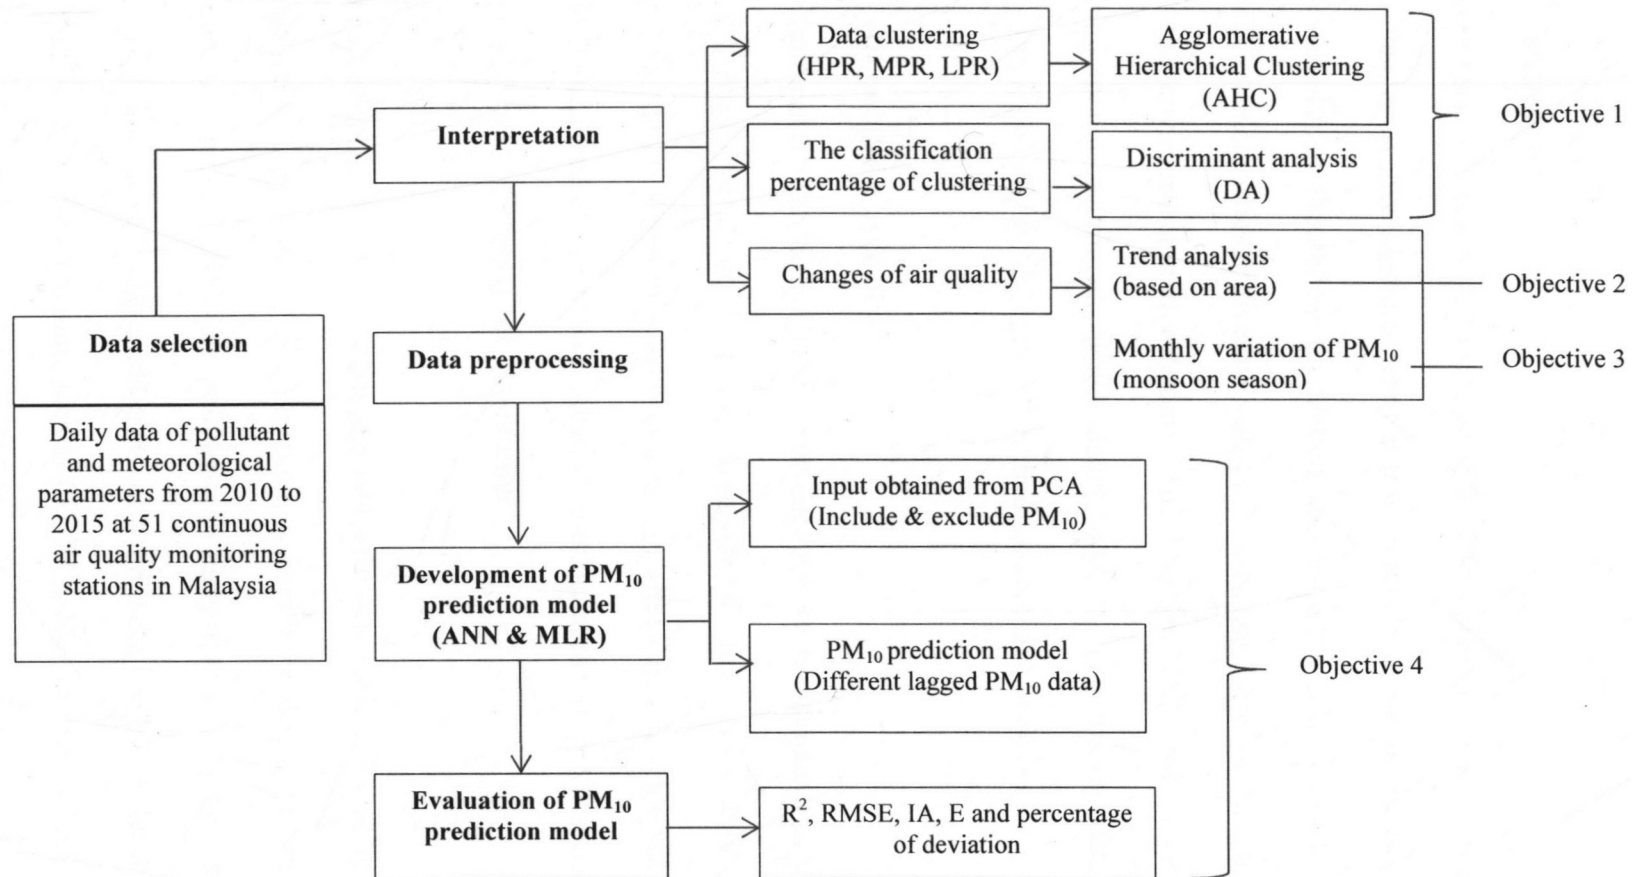 Data selection
Daily data of pollutant
and meteorological
parameters from 2010 to
2015 at 51 continuous
air quality monitoring
stations in Malaysia
Interpretation
Data preprocessing
Development of PM₁₀
prediction model
(ANN & MLR)
Evaluation of PM₁₀
prediction model
Data clustering
(HPR, MPR, LPR)
The classification
percentage of clustering
Changes of air quality
Agglomerative
Hierarchical Clustering
(AHC)
Discriminant analysis
(DA)
Trend analysis
(based on area)
Monthly variation of PM₁₀
(monsoon season)
Objective 1
Objective 2
Objective 3
Input obtained from PCA
(Include & exclude PM₁₀)
PM₁₀ prediction model
(Different lagged PM₁₀ data)
R², RMSE, IA, E and percentage
of deviation
Objective 4